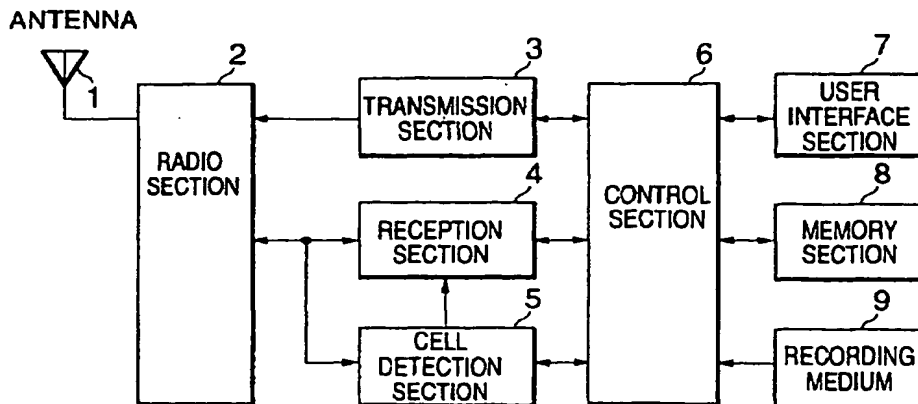 ANTENNA
1
2
RADIO
SECTION
3
TRANSMISSION
SECTION
4
RECEPTION
SECTION
5
CELL
DETECTION
SECTION
6
CONTROL
SECTION
7
USER
INTERFACE
SECTION
8
MEMORY
SECTION
9
RECORDING
MEDIUM